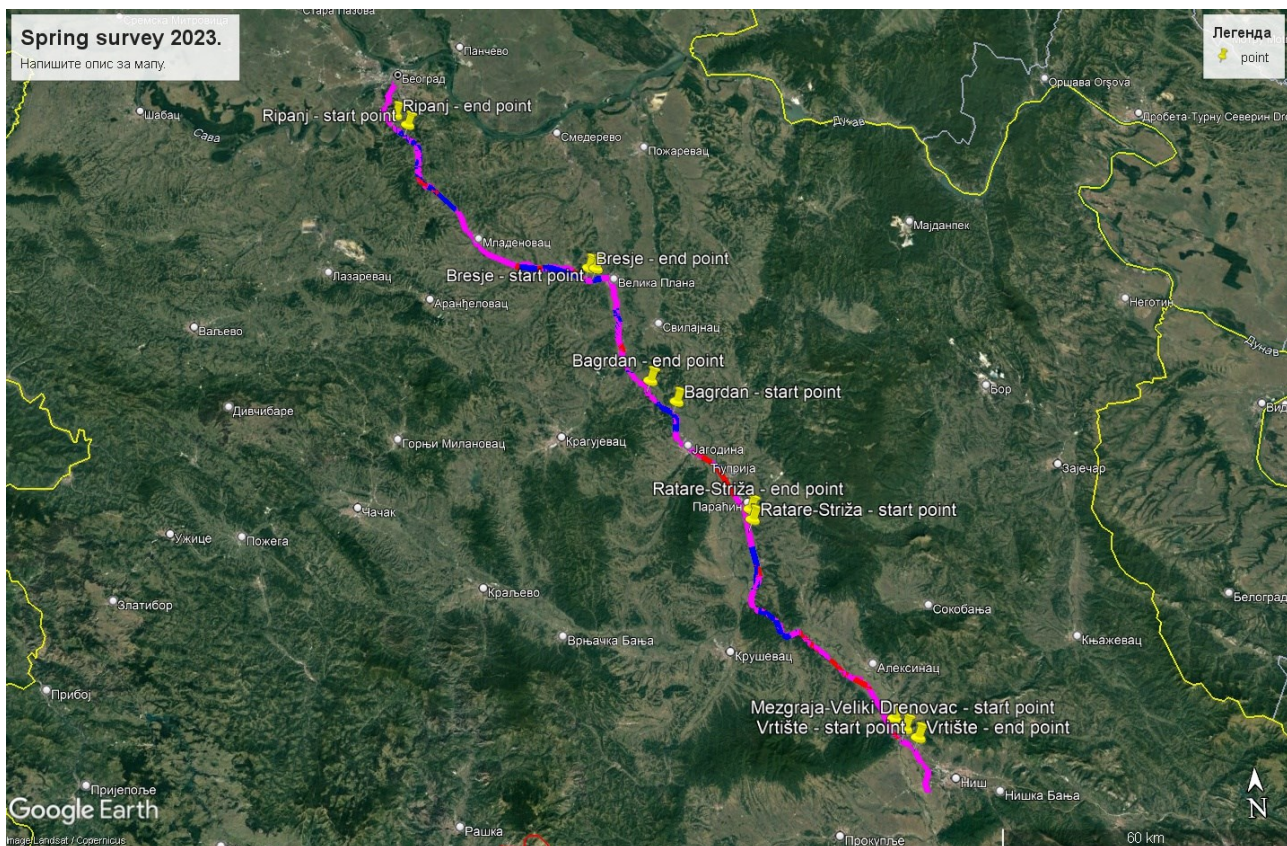 Spring survey 2023.
Напишите опис за мапу.
Легенда
point
Сремска Митровица
Стара Пазова
Панчево
Београд
Оршава Orşova
Шабац
Сава
Ripanj - start point
Ripanj - end point
Смедерево
Дунав
Дробета-Турну Северин Dro
Пожаревац
Мајданпек
Младеновац
Лазаревац
Bresje - end point
Bresje - start point
Велика Плана
Аранђеловац
Неготин
Ваљево
Свилајнац
Дунав
Bagrdan - end point
Bagrdan - start point
Бор
Дивчибаре
Вид
Горњи Милановац
Крагујевац
Јагодина
Ћуприја
Зајечар
Ratare-Striža - end point
Чачак
Параћин
Ratare-Striža - start point
Ужице
Пожега
Краљево
Златибор
Сокобања
Белоград
Врњачка Бања
Крушевац
Књажевац
Алексинац
Прибој
Mezgraja-Veliki Drenovac - start point
Vrtište - start point
Vrtište - end point
Ниш
Нишка Бања
Пријепоље
Google Earth
Рашка
N
Image Landsat / Copernicus
Прокупље
60 km